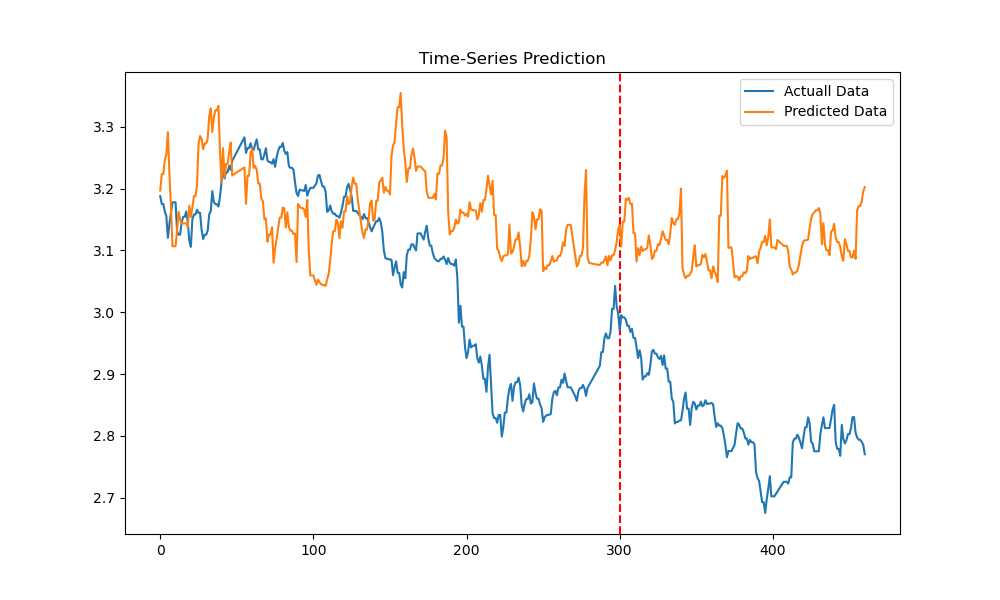 Time-Series Prediction
Actuall Data
Predicted Data
3.3
3.2
3.1
3.0
2.9
2.8
2.7
0 100 200 300 400